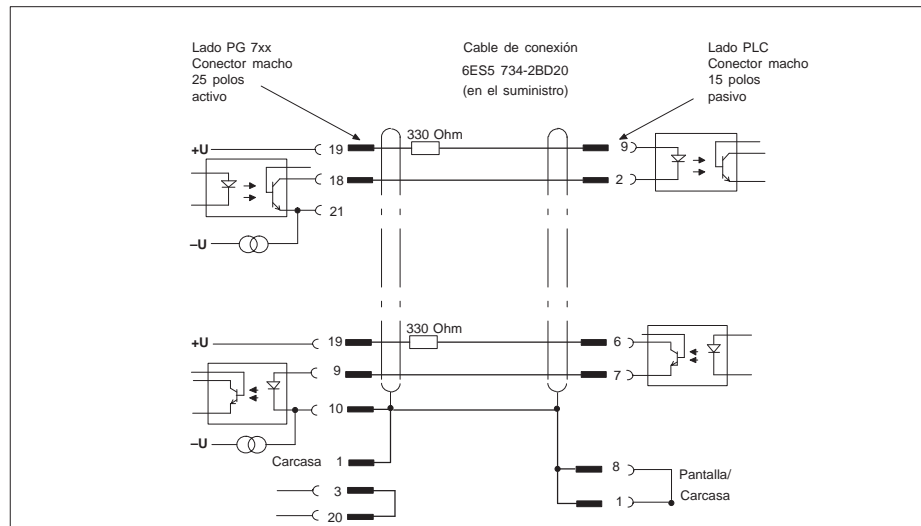 Lado PG 7xx
Conector macho
25 polos
activo
Cable de conexión
6ES5 734-2BD20
(en el suministro)
Lado PLC
Conector macho
15 polos
pasivo
330 Ohm
+U
19
9
18
2
21
–U
330 Ohm
+U
19
6
9
7
10
–U
Carcasa
1
8
Pantalla/
Carcasa
3
1
20